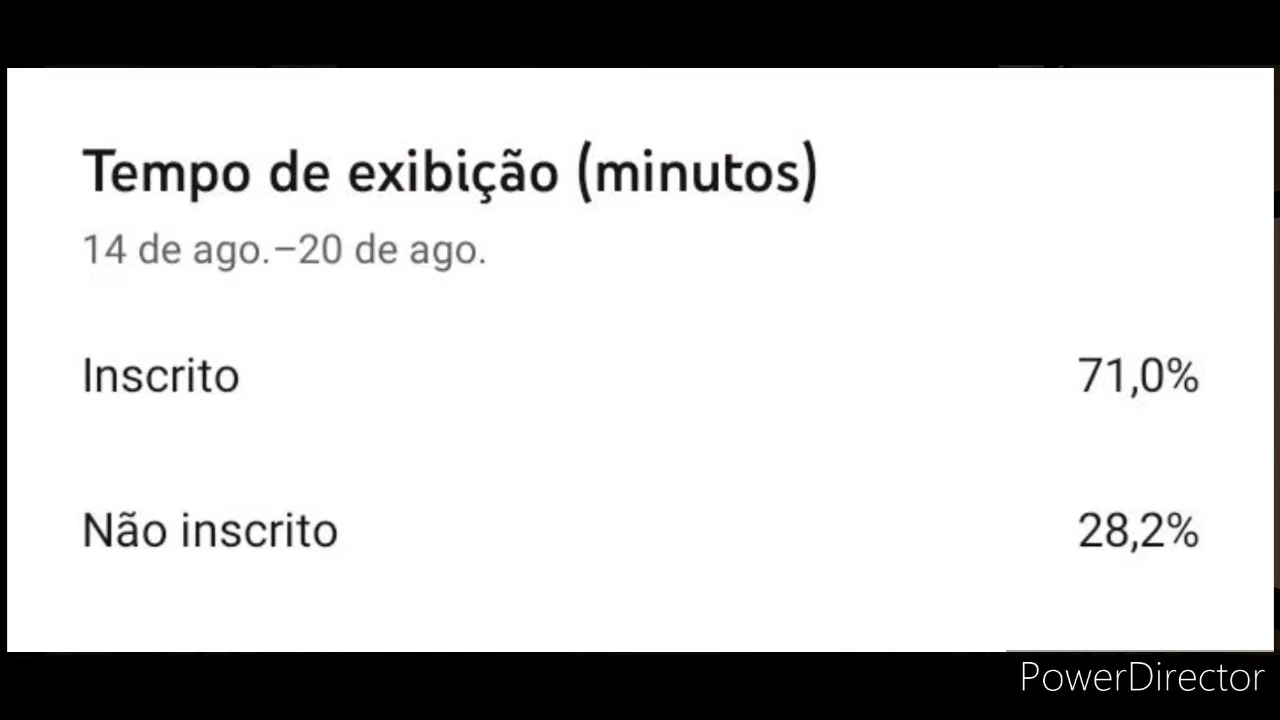 Tempo de exibição (minutos)
14 de ago.–20 de ago.
Inscrito 71,0%
Não inscrito 28,2%
PowerDirector